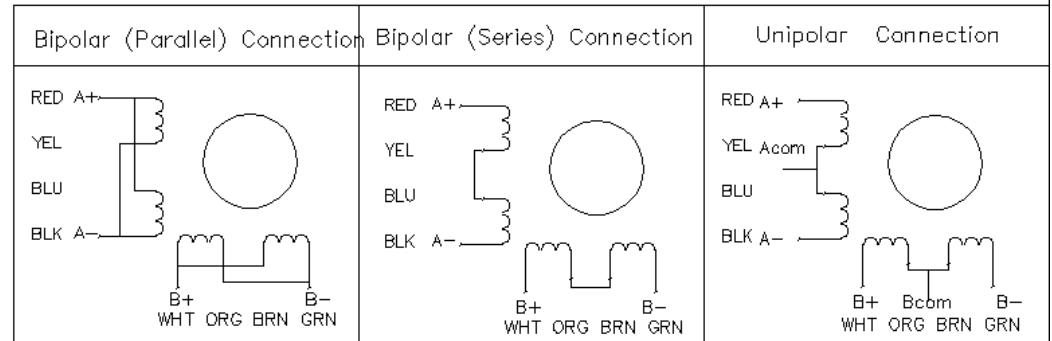 Bipolar (Parallel) Connection
RED A+
YEL
BLU
BLK A-
B+ B-
WHT ORG BRN GRN
Bipolar (Series) Connection
RED A+
YEL
BLU
BLK A-
B+ B-
WHT ORG BRN GRN
Unipolar Connection
RED A+
YEL Acom
BLU
BLK A-
B+ Bcom B-
WHT ORG BRN GRN